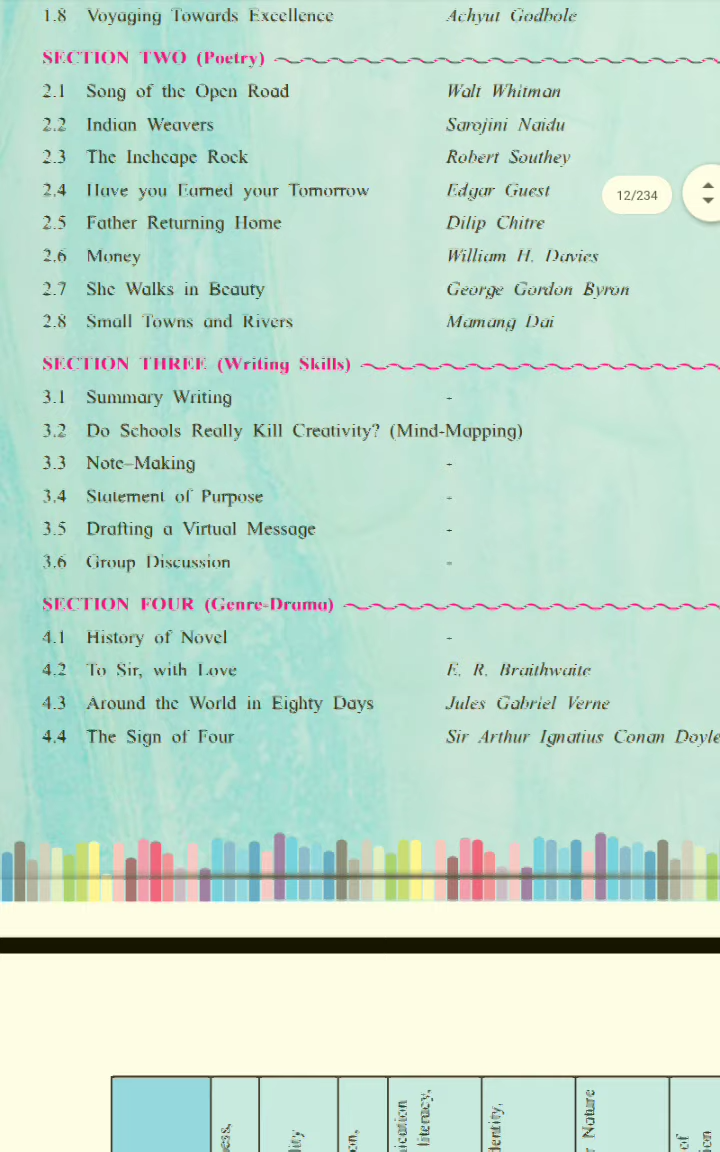 1.8 Voyaging Towards Excellence Achyut Godbole
SECTION TWO (Poetry)
2.1 Song of the Open Road Walt Whitman
2.2 Indian Weavers Sarojini Naidu
2.3 The Inchcape Rock Robert Southey
2.4 Have you Earned your Tomorrow Edgar Guest
12/234
2.5 Father Returning Home Dilip Chitre
2.6 Money William H. Davies
2.7 She Walks in Beauty George Gordon Byron
2.8 Small Towns and Rivers Mamang Dai
SECTION THREE (Writing Skills)
3.1 Summary Writing -
3.2 Do Schools Really Kill Creativity? (Mind-Mapping)
3.3 Note–Making -
3.4 Statement of Purpose -
3.5 Drafting a Virtual Message -
3.6 Group Discussion -
SECTION FOUR (Genre-Drama)
4.1 History of Novel -
4.2 To Sir, with Love E. R. Braithwaite
4.3 Around the World in Eighty Days Jules Gabriel Verne
4.4 The Sign of Four Sir Arthur Ignatius Conan Doyle
literacy,
Nature
of